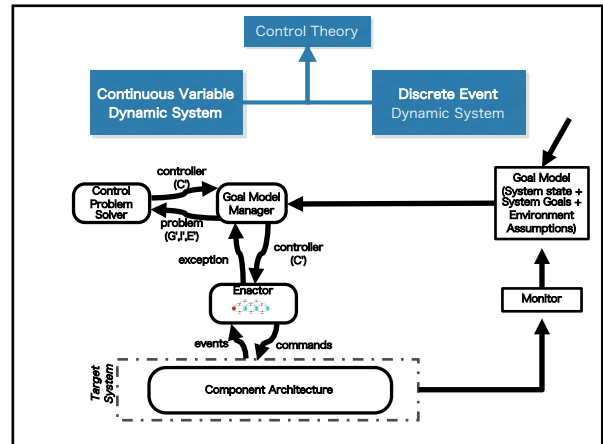 Control Theory
Continuous Variable
Dynamic System
Discrete Event
Dynamic System
controller
(C')
Control
Problem
Solver
Goal Model
Manager
problem
(G',I',E')
exception
controller
(C')
Goal Model
(System state +
System Goals +
Environment
Assumptions)
Enactor
Monitor
events
commands
Target
System
Component Architecture